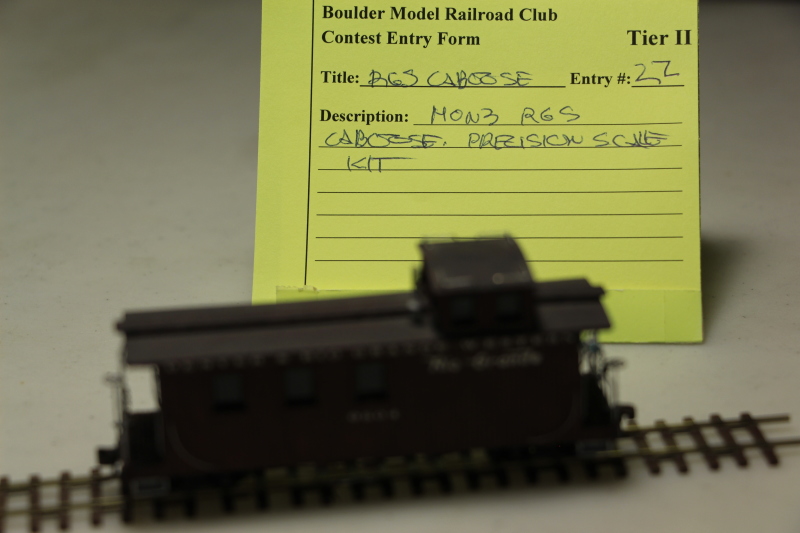 Boulder Model Railroad Club
Contest Entry Form Tier II
Title: RGS CABOOSE Entry #: 22
Description: HON3 RGS
CABOOSE. PRECISION SCALE
KIT